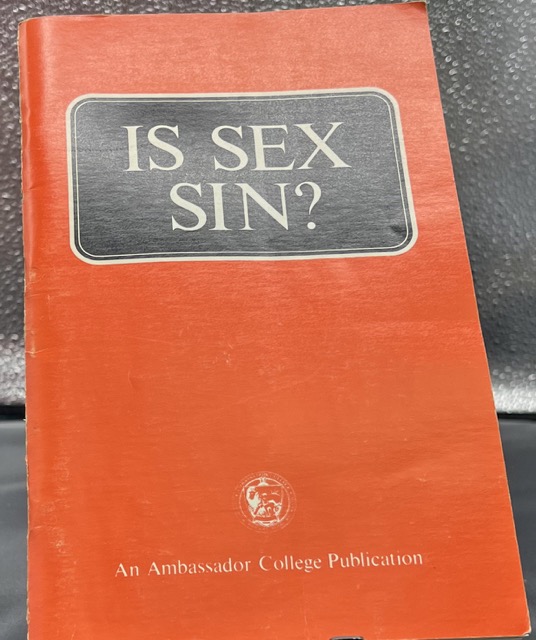 IS SEX
SIN?
An Ambassador College Publication